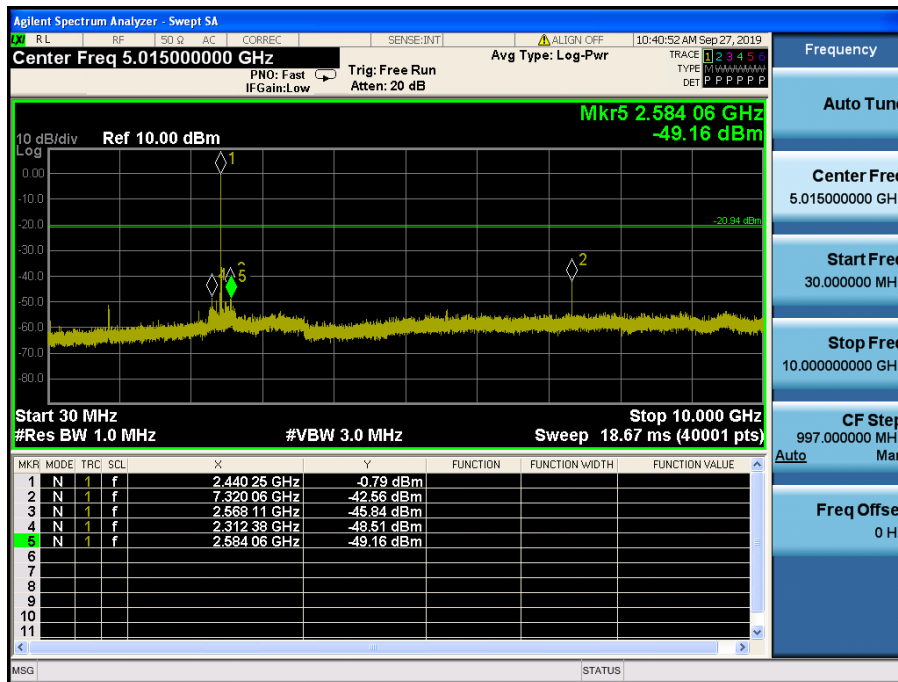 Agilent Spectrum Analyzer - Swept SA
LXI RL RF 50 Ω AC CORREC SENSE:INT ALIGN OFF 10:40:52 AM Sep 27, 2019
Center Freq 5.015000000 GHz
PNO: Fast
IFGain:Low
Trig: Free Run
Atten: 20 dB
Avg Type: Log-Pwr
TRACE 1 2 3 4 5 6
TYPE M WWWWW
DET P P P P P P
Mkr5 2.584 06 GHz
-49.16 dBm
10 dB/div Ref 10.00 dBm
Log
1
0.00
-10.0
-20.0
-20.94 dBm
-30.0
2
-40.0
5
-50.0
-60.0
-70.0
-80.0
Start 30 MHz Stop 10.000 GHz
#Res BW 1.0 MHz #VBW 3.0 MHz Sweep 18.67 ms (40001 pts)
MKR MODE TRC SCL X Y FUNCTION FUNCTION WIDTH FUNCTION VALUE
1 N 1 f 2.440 25 GHz -0.79 dBm
2 N 1 f 7.320 06 GHz -42.56 dBm
3 N 1 f 2.568 11 GHz -45.84 dBm
4 N 1 f 2.312 38 GHz -48.51 dBm
5 N 1 f 2.584 06 GHz -49.16 dBm
6
7
8
9
10
11
MSG STATUS
Frequency
Auto Tun
Center Fre
5.015000000 GH
Start Fre
30.000000 MH
Stop Fre
10.000000000 GH
CF Step
997.000000 MH
Auto Ma
Freq Offse
0 H